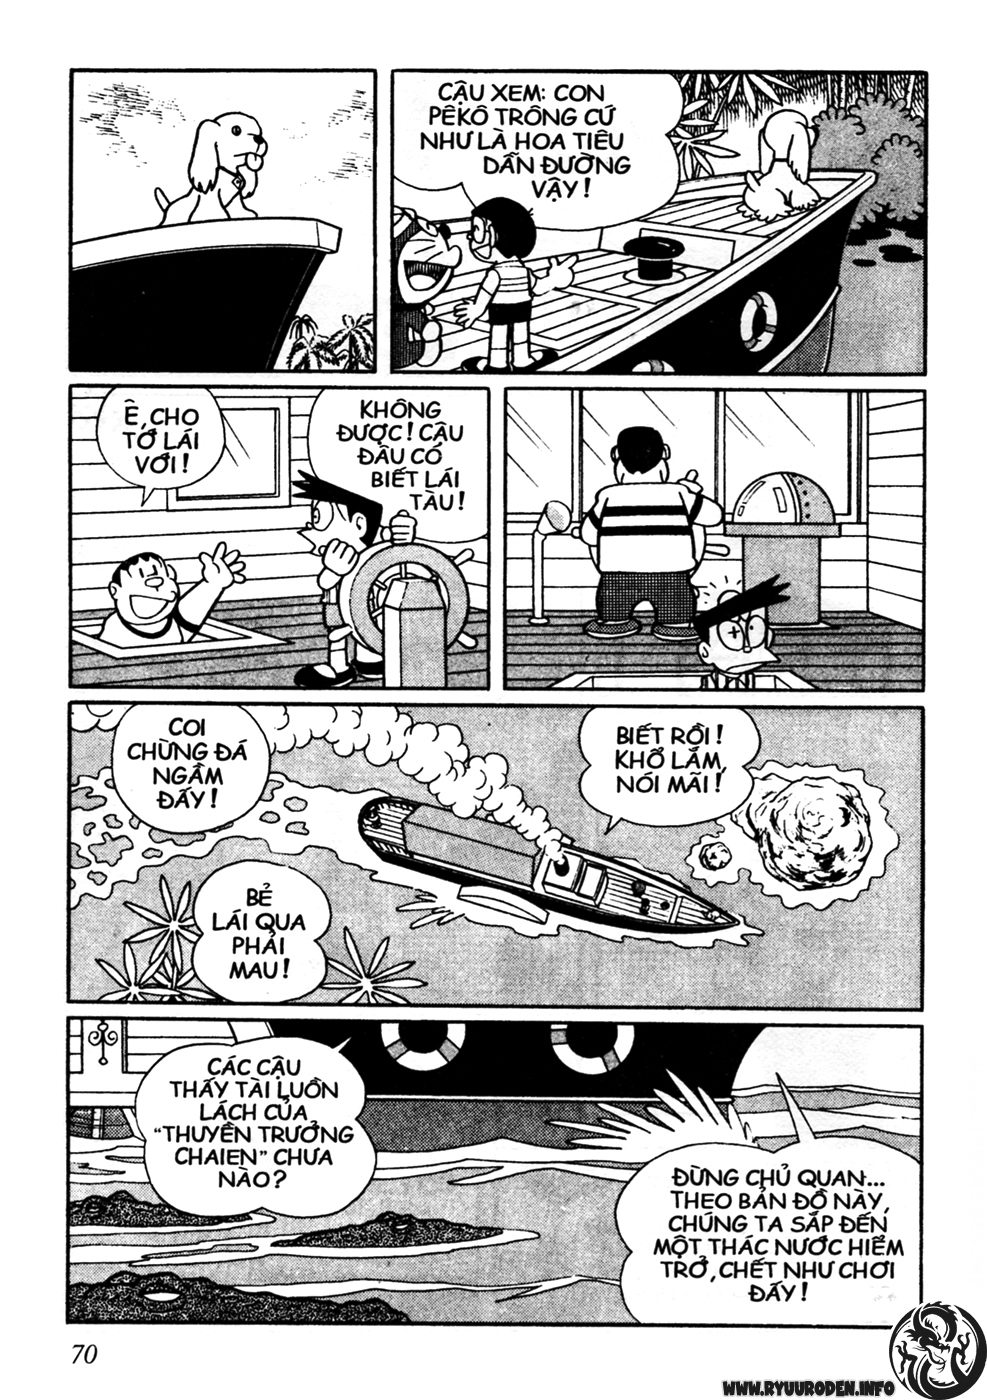 CẬU XEM: CON
PÊKÔ TRÔNG CỨ
NHƯ LÀ HOA TIÊU
DẪN ĐƯỜNG
VẬY!
Ê, CHO
TỚ LÁI
VỚI!
KHÔNG
ĐƯỢC! CẬU
ĐÂU CÓ
BIẾT LÁI
TÀU!
COI
CHỪNG ĐÁ
NGẦM
ĐẤY!
BIẾT RỒI!
KHỔ LẮM,
NÓI MÃI!
BẺ
LÁI QUA
PHẢI
MAU!
CÁC CẬU
THẤY TÀI LUỒN
LÁCH CỦA
"THUYỀN TRƯỞNG
CHAIEN" CHƯA
NÀO?
ĐỪNG CHỦ QUAN...
THEO BẢN ĐỒ NÀY,
CHÚNG TA SẮP ĐẾN
MỘT THÁC NƯỚC HIỂM
TRỞ, CHẾT NHƯ CHƠI
ĐẤY!
70
WWW.RYUURODEN.INFO